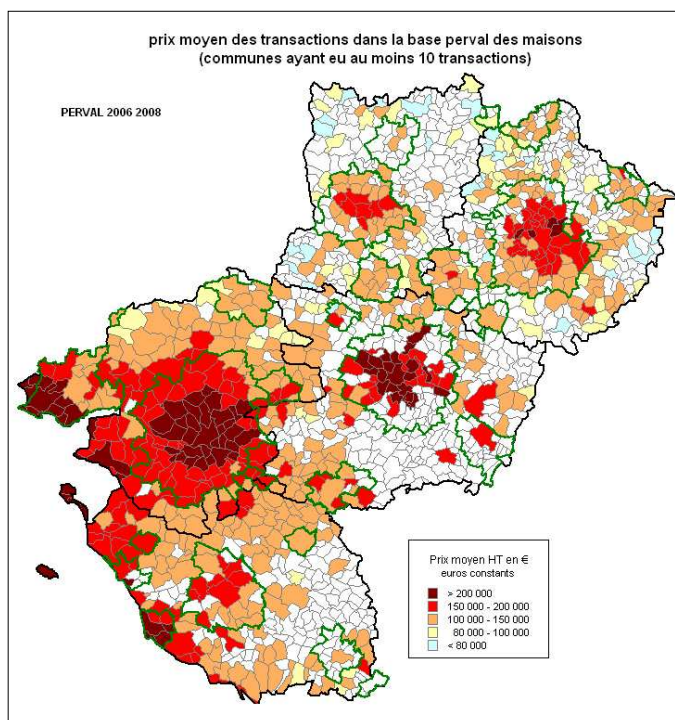 prix moyen des transactions dans la base perval des maisons
(communes ayant eu au moins 10 transactions)
PERVAL 2006 2008
Prix moyen HT en €
euros constants
> 200 000
150 000 - 200 000
100 000 - 150 000
80 000 - 100 000
< 80 000